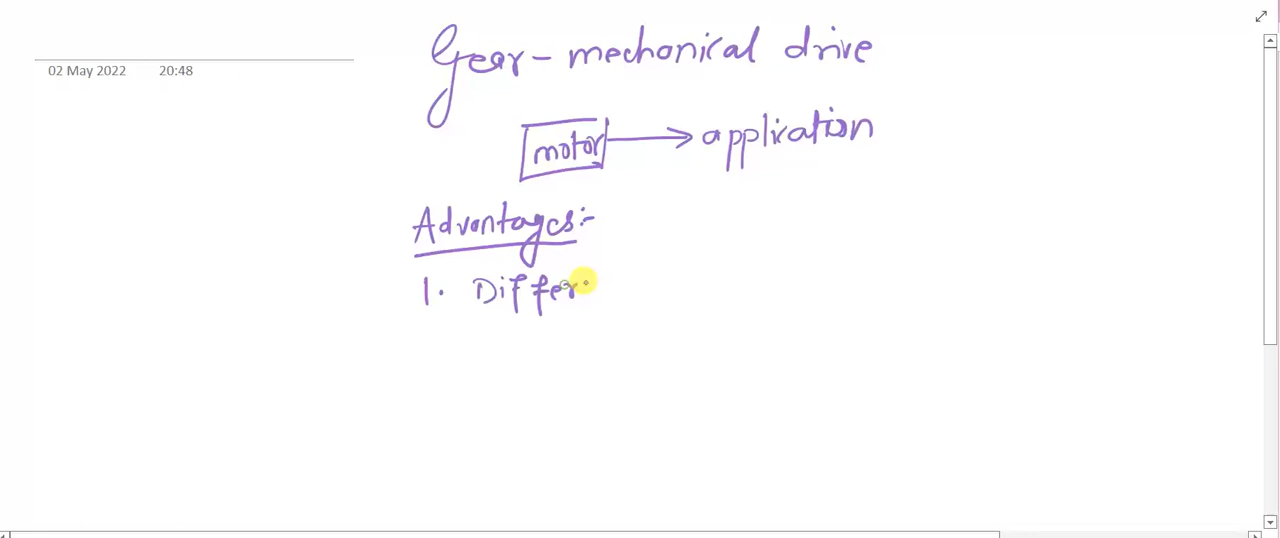 Gear - mechanical drive
02 May 2022 20:48
motor → application
Advantages:-
1. Differ